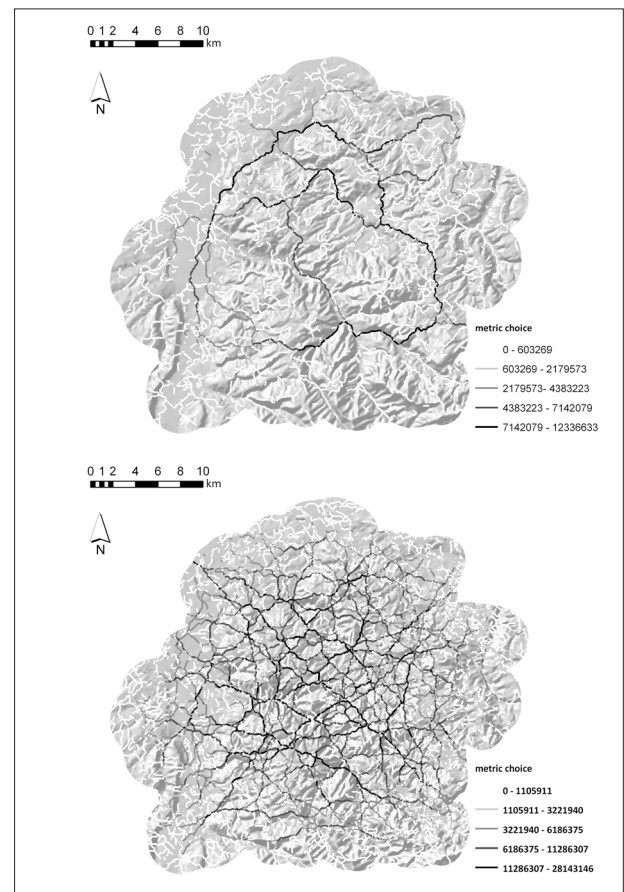 0 1 2 4 6 8 10
km
N
metric choice
0 - 603269
603269 - 2179573
2179573- 4383223
4383223 - 7142079
7142079 - 12336633
0 1 2 4 6 8 10
km
N
metric choice
0 - 1105911
1105911 - 3221940
3221940 - 6186375
6186375 - 11286307
11286307 - 28143146